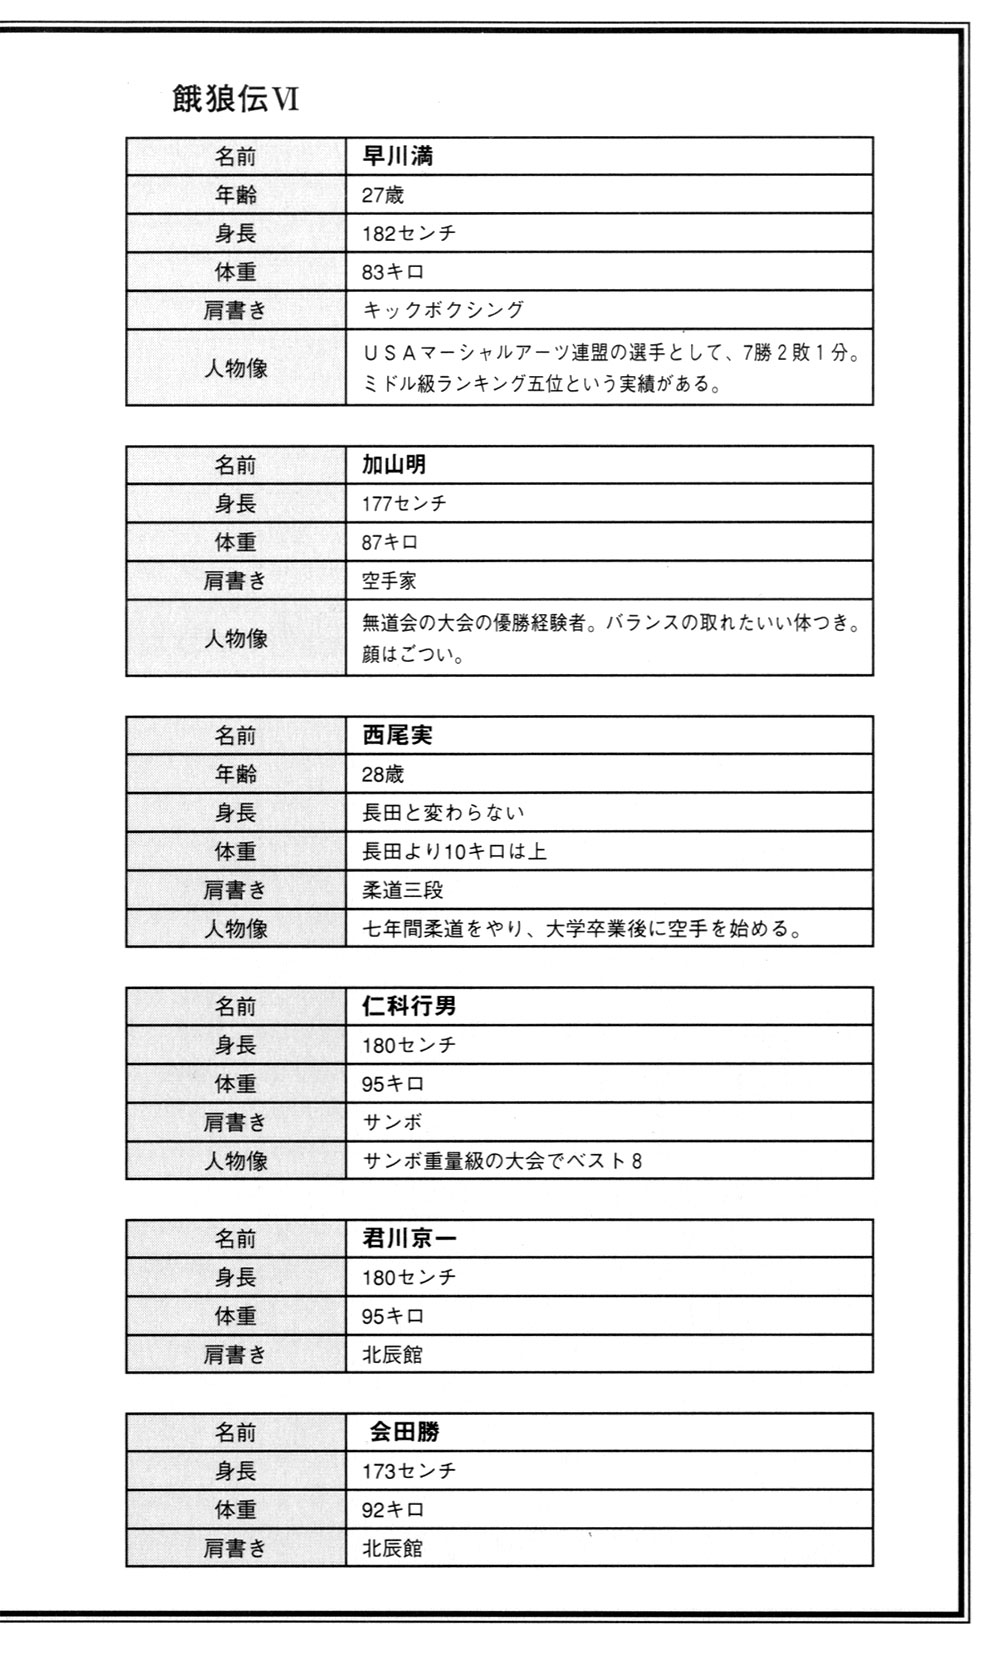 餓狼伝Ⅵ
名前 早川満
年齢 27歳
身長 182センチ
体重 83キロ
肩書き キックボクシング
人物像 ＵＳＡマーシャルアーツ連盟の選手として、7勝２敗１分。
ミドル級ランキング五位という実績がある。
名前 加山明
身長 177センチ
体重 87キロ
肩書き 空手家
人物像 無道会の大会の優勝経験者。バランスの取れたいい体つき。
顔はごつい。
名前 西尾実
年齢 28歳
身長 長田と変わらない
体重 長田より10キロは上
肩書き 柔道三段
人物像 七年間柔道をやり、大学卒業後に空手を始める。
名前 仁科行男
身長 180センチ
体重 95キロ
肩書き サンボ
人物像 サンボ重量級の大会でベスト８
名前 君川京一
身長 180センチ
体重 95キロ
肩書き 北辰館
名前 会田勝
身長 173センチ
体重 92キロ
肩書き 北辰館